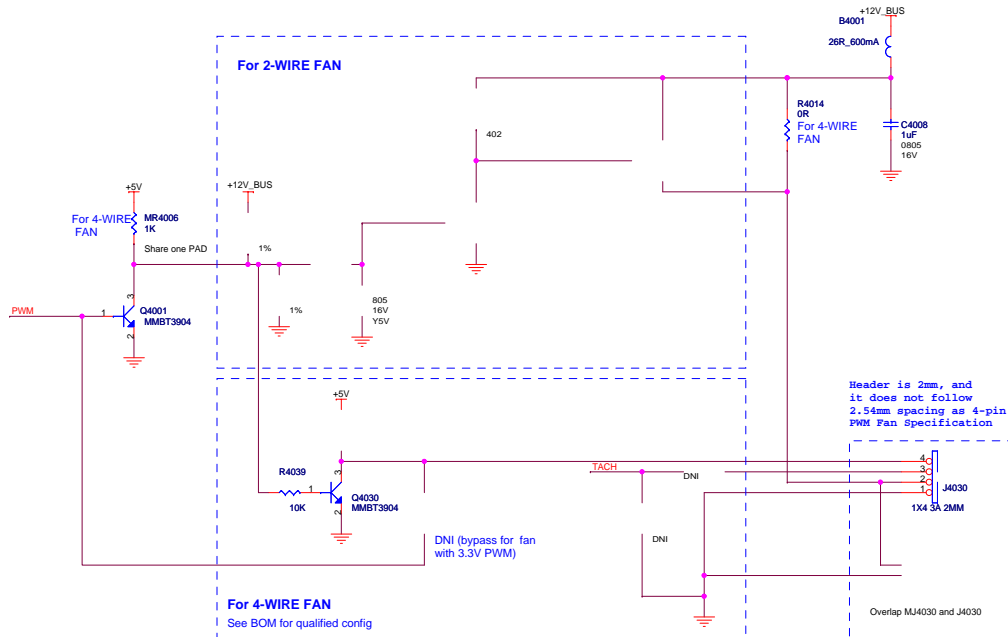 +12V_BUS
B4001
26R_600mA
For 2-WIRE FAN
R4014
0R
For 4-WIRE
FAN
C4008
1uF
0805
16V
402
+5V
+12V_BUS
For 4-WIRE
FAN
MR4006
1K
Share one PAD
1%
1%
805
16V
Y5V
PWM
1
3
2
Q4001
MMBT3904
+5V
Header is 2mm, and
it does not follow
2.54mm spacing as 4-pin
PWM Fan Specification
R4039
10K
1
3
2
Q4030
MMBT3904
TACH
DNI
4
3
2
1
J4030
1X4 3A 2MM
DNI (bypass for fan
with 3.3V PWM)
DNI
For 4-WIRE FAN
See BOM for qualified config
Overlap MJ4030 and J4030